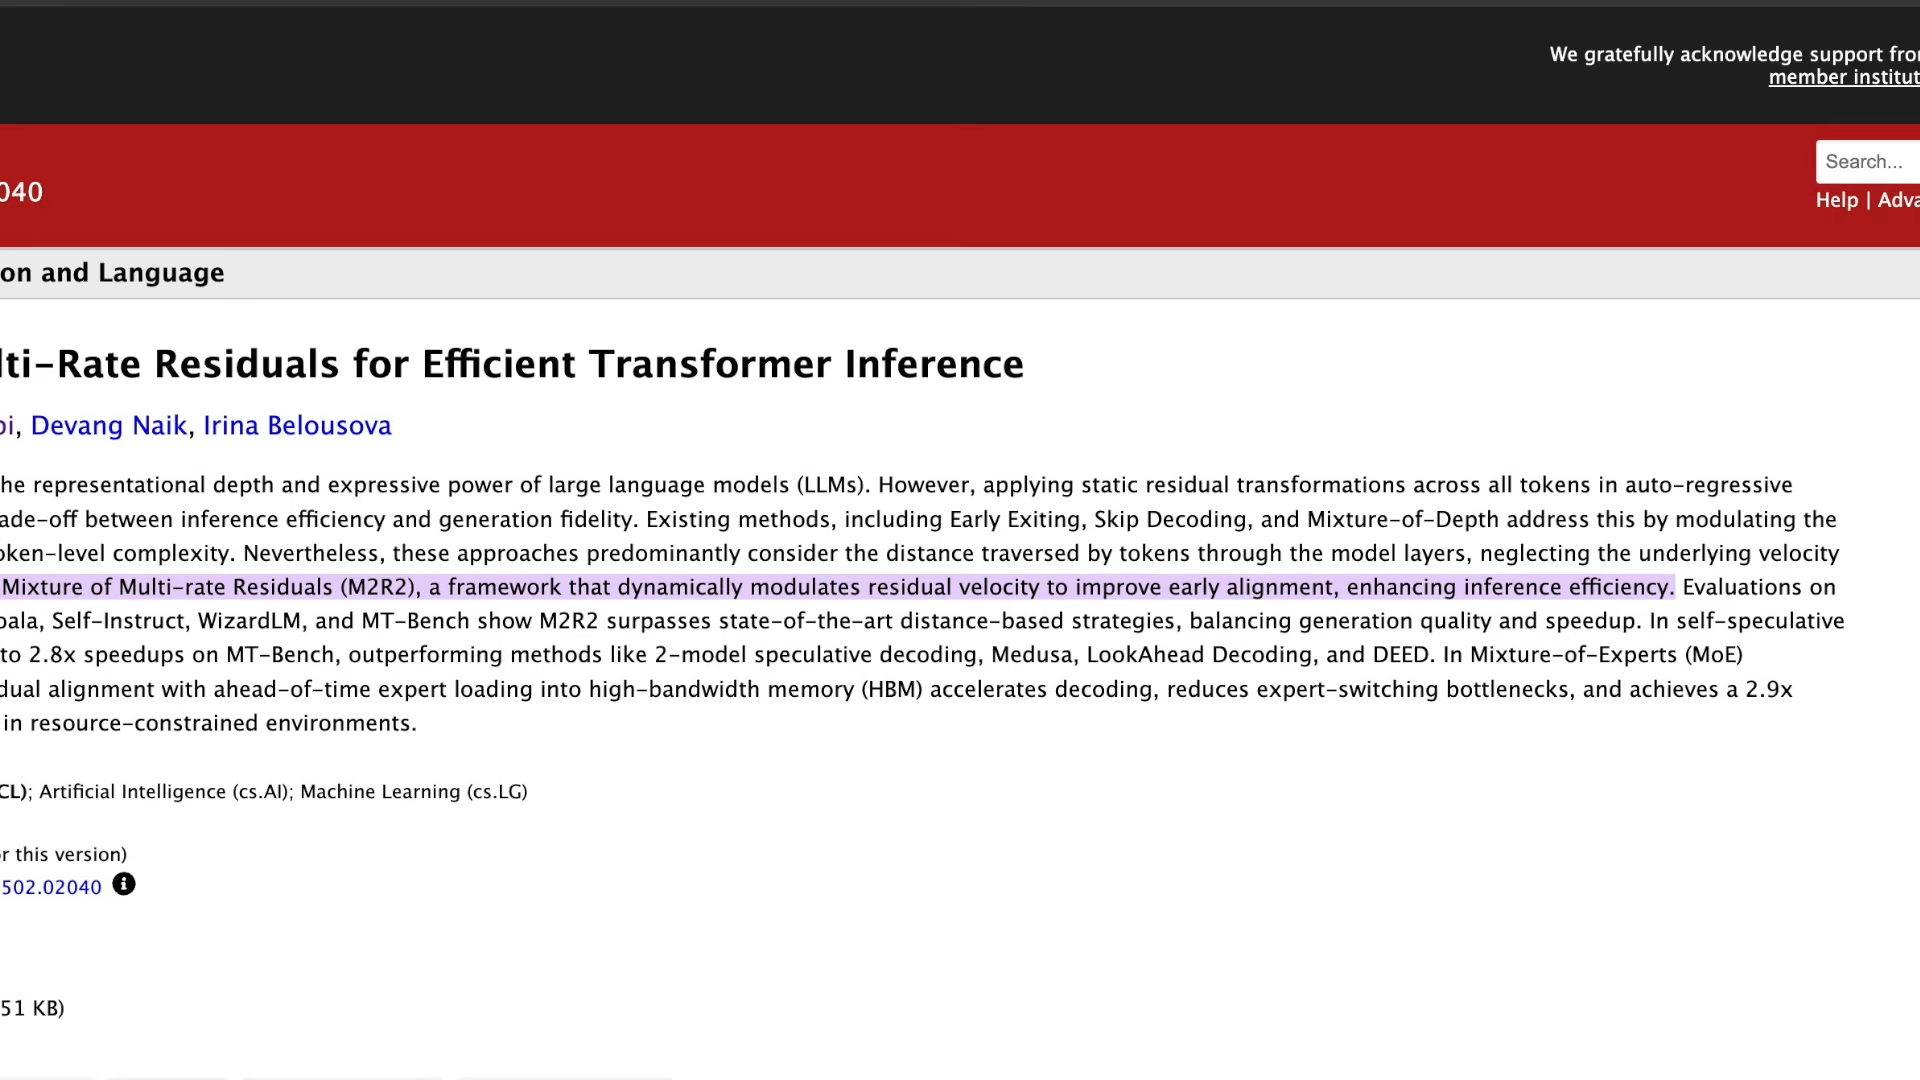 We gratefully acknowledge support fro
member institut
040
Search...
Help | Adva
on and Language
lti-Rate Residuals for Efficient Transformer Inference
bi, Devang Naik, Irina Belousova
he representational depth and expressive power of large language models (LLMs). However, applying static residual transformations across all tokens in auto-regressive
ade-off between inference efficiency and generation fidelity. Existing methods, including Early Exiting, Skip Decoding, and Mixture-of-Depth address this by modulating the
oken-level complexity. Nevertheless, these approaches predominantly consider the distance traversed by tokens through the model layers, neglecting the underlying velocity
Mixture of Multi-rate Residuals (M2R2), a framework that dynamically modulates residual velocity to improve early alignment, enhancing inference efficiency. Evaluations on
oala, Self-Instruct, WizardLM, and MT-Bench show M2R2 surpasses state-of-the-art distance-based strategies, balancing generation quality and speedup. In self-speculative
to 2.8x speedups on MT-Bench, outperforming methods like 2-model speculative decoding, Medusa, LookAhead Decoding, and DEED. In Mixture-of-Experts (MoE)
dual alignment with ahead-of-time expert loading into high-bandwidth memory (HBM) accelerates decoding, reduces expert-switching bottlenecks, and achieves a 2.9x
in resource-constrained environments.
CL); Artificial Intelligence (cs.AI); Machine Learning (cs.LG)
r this version)
502.02040
51 KB)